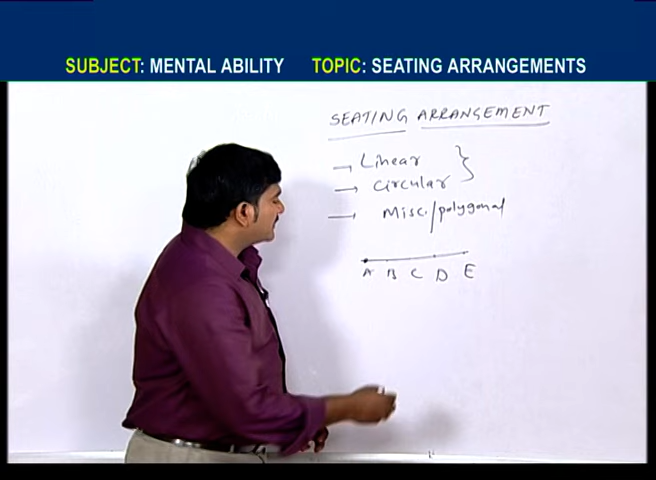 SUBJECT: MENTAL ABILITY TOPIC: SEATING ARRANGEMENTS
SEATING ARRANGEMENT
Linear
Circular
Misc./polygonal
A B C D E